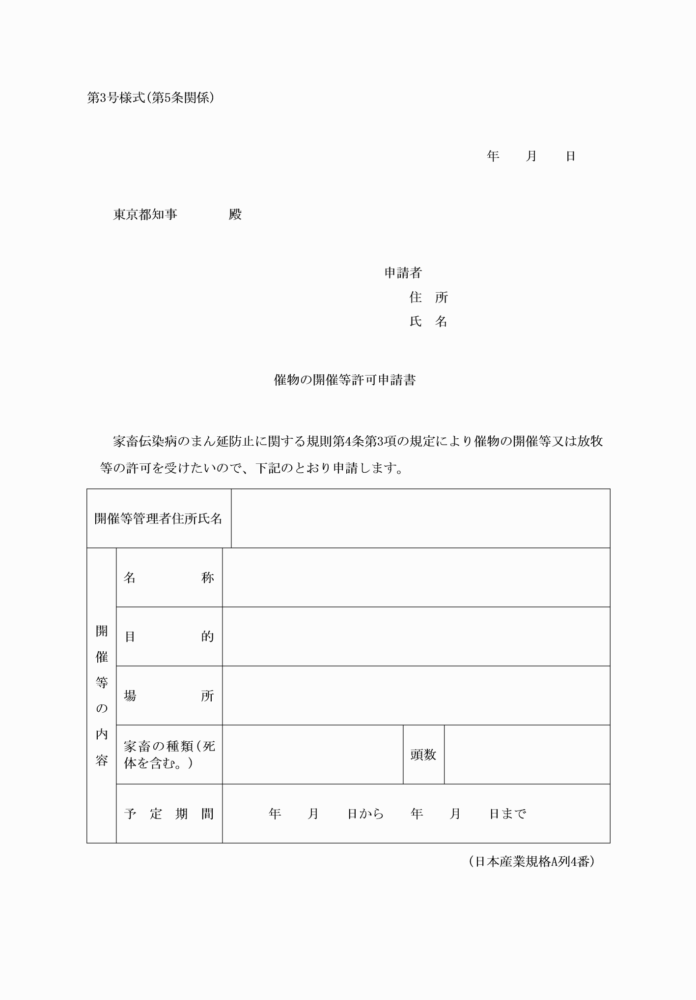 第3号様式(第5条関係)
年　　月　　日
東京都知事　　　　殿
申請者
住　所
氏　名
催物の開催等許可申請書
家畜伝染病のまん延防止に関する規則第4条第3項の規定により催物の開催等又は放牧
等の許可を受けたいので、下記のとおり申請します。
開催等管理者住所氏名
開催等の内容
名　　　　　称
目　　　　　的
場　　　　　所
家畜の種類(死
体を含む。)
頭数
予　定　期　間
年　　月　　日から　　年　　月　　日まで
(日本産業規格A列4番)